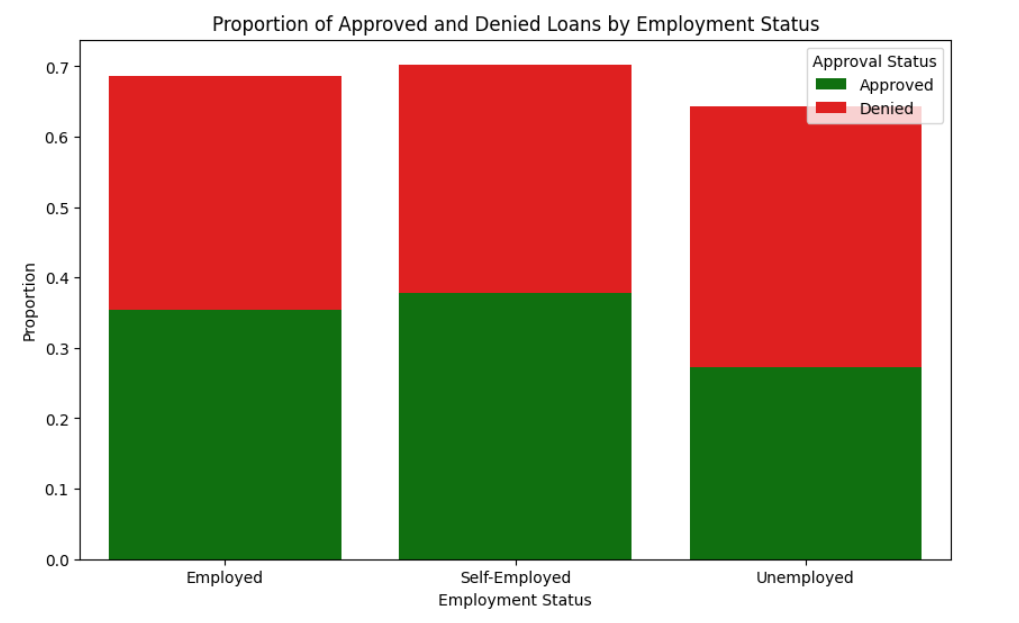 Proportion of Approved and Denied Loans by Employment Status
Approval Status
Approved
Denied
Proportion
0.7
0.6
0.5
0.4
0.3
0.2
0.1
0.0
Employed
Self-Employed
Unemployed
Employment Status